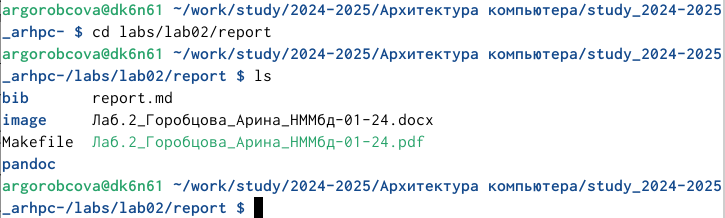 argorobcova@dk6n61 ~/work/study/2024-2025/Архитектура компьютера/study_2024-2025
_arhpc- $ cd labs/lab02/report
argorobcova@dk6n61 ~/work/study/2024-2025/Архитектура компьютера/study_2024-2025
_arhpc-/labs/lab02/report $ ls
bib       report.md
image     Лаб.2_Горобцова_Арина_НММбд-01-24.docx
Makefile  Лаб.2_Горобцова_Арина_НММбд-01-24.pdf
pandoc
argorobcova@dk6n61 ~/work/study/2024-2025/Архитектура компьютера/study_2024-2025
_arhpc-/labs/lab02/report $